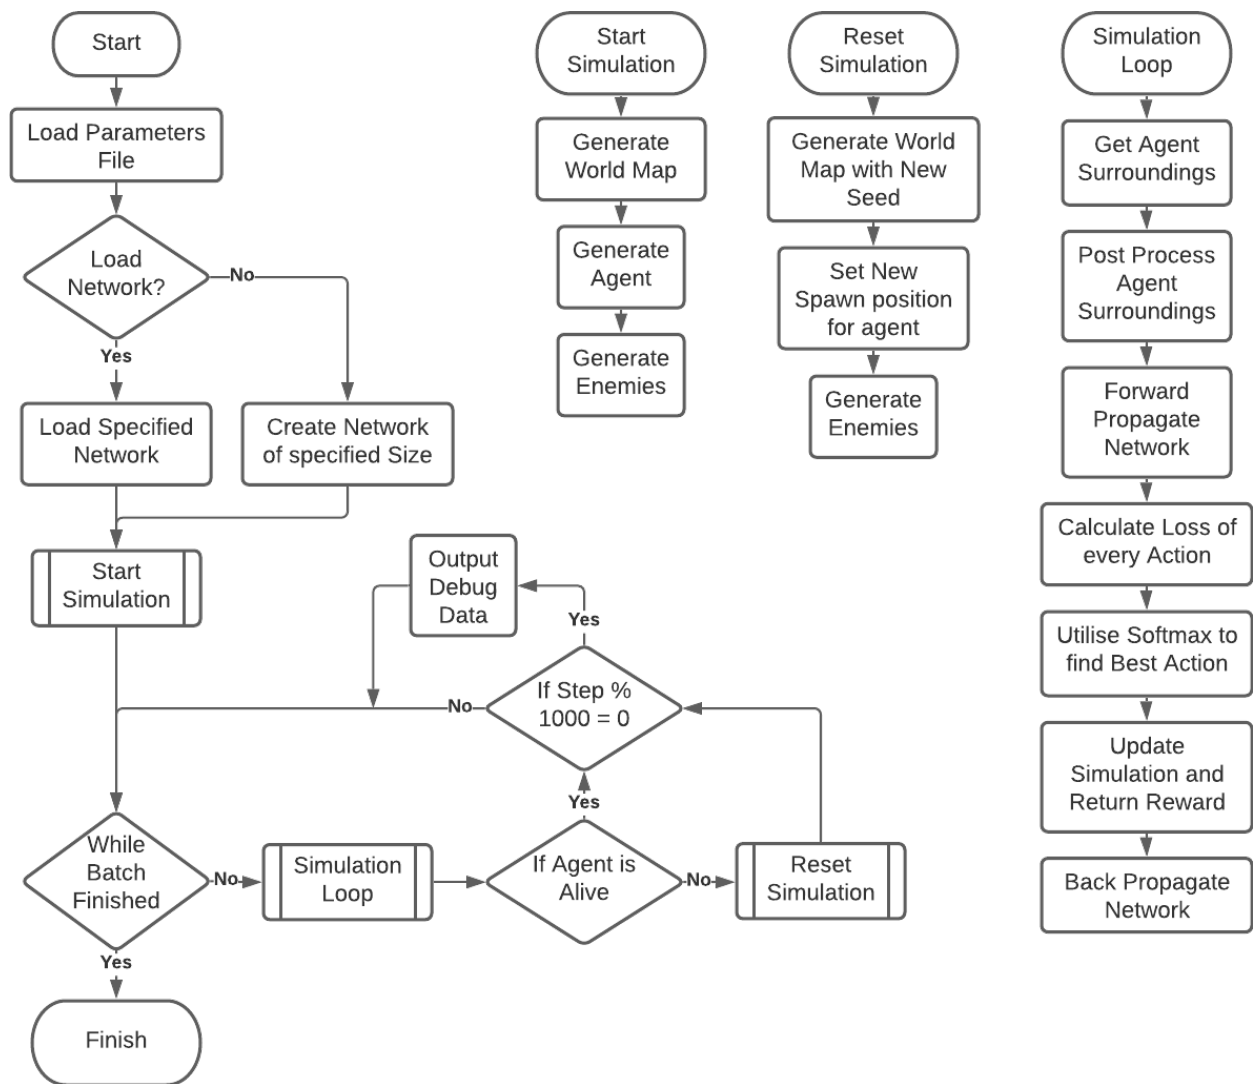 Start
Load Parameters
File
Load
Network?
No
Yes
Load Specified
Network
Create Network
of specified Size
Start
Simulation
Output
Debug
Data
Yes
If Step %
1000 = 0
No
Yes
While
Batch
Finished
No
Simulation
Loop
If Agent is
Alive
No
Reset
Simulation
Yes
Finish
Start
Simulation
Generate
World Map
Generate
Agent
Generate
Enemies
Reset
Simulation
Generate World
Map with New
Seed
Set New
Spawn position
for agent
Generate
Enemies
Simulation
Loop
Get Agent
Surroundings
Post Process
Agent
Surroundings
Forward
Propagate
Network
Calculate Loss of
every Action
Utilise Softmax to
find Best Action
Update
Simulation and
Return Reward
Back Propagate
Network